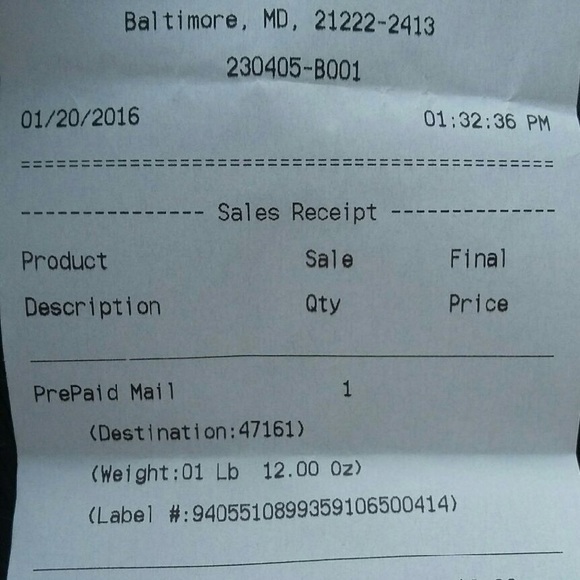 Baltimore, MD, 21222-2413
230405-B001
01/20/2016 01:32:36 PM
==============================================
--------------- Sales Receipt --------------
Product Sale Final
Description Qty Price
PrePaid Mail 1
(Destination:47161)
(Weight:01 Lb 12.00 Oz)
(Label #:9405510899359106500414)